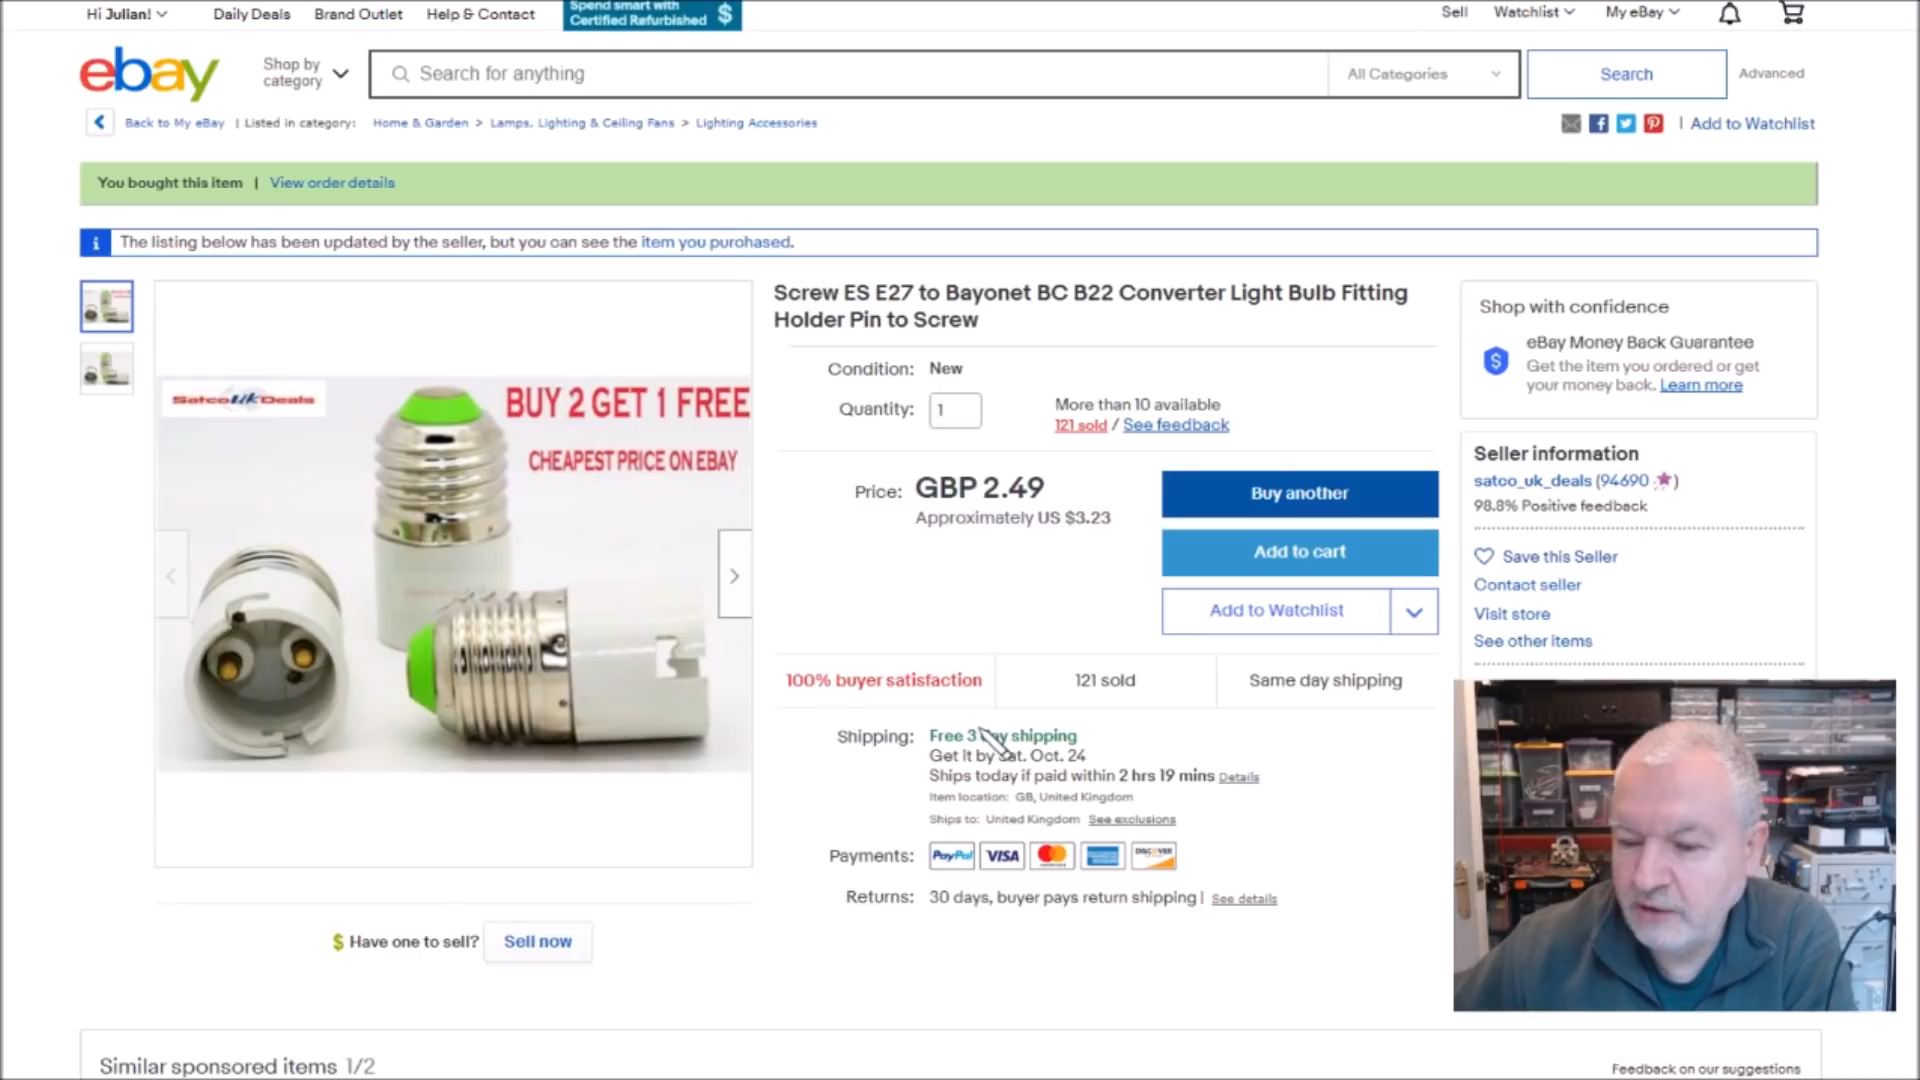 Hi Julian!
Daily Deals
Brand Outlet
Help & Contact
Spend smart with
Certified Refurbished
$
Sell
Watchlist
My eBay
ebay
Shop by
category
Search for anything
All Categories
Search
Advanced
Back to My eBay | Listed in category: Home & Garden > Lamps, Lighting & Ceiling Fans > Lighting Accessories
| Add to Watchlist
You bought this item | View order details
The listing below has been updated by the seller, but you can see the item you purchased.
SatcoUkDeals
BUY 2 GET 1 FREE
CHEAPEST PRICE ON EBAY
Screw ES E27 to Bayonet BC B22 Converter Light Bulb Fitting
Holder Pin to Screw
Condition: New
Quantity: 1
More than 10 available
121 sold / See feedback
Price: GBP 2.49
Approximately US $3.23
Buy another
Add to cart
Add to Watchlist
100% buyer satisfaction
121 sold
Same day shipping
Shipping: Free 3 day shipping
Get it by Sat. Oct. 24
Ships today if paid within 2 hrs 19 mins Details
Item location: GB, United Kingdom
Ships to: United Kingdom See exclusions
Payments: PayPal VISA DISCOVER
Returns: 30 days, buyer pays return shipping | See details
$ Have one to sell? Sell now
Shop with confidence
eBay Money Back Guarantee
Get the item you ordered or get
your money back. Learn more
Seller information
satco_uk_deals (94690)
98.8% Positive feedback
Save this Seller
Contact seller
Visit store
See other items
Similar sponsored items 1/2
Feedback on our suggestions